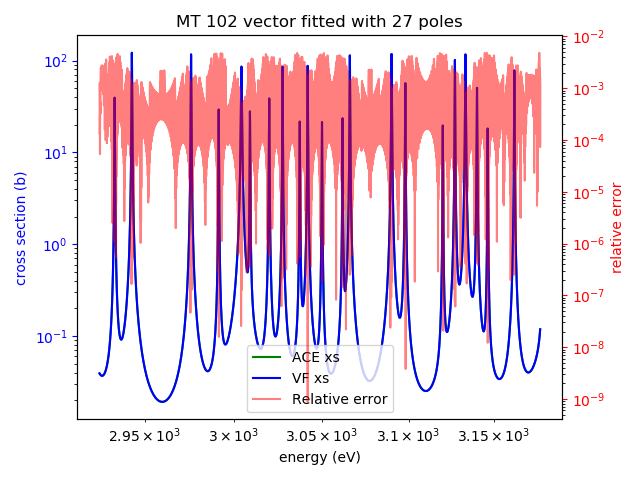 MT 102 vector fitted with 27 poles
10²
10¹
10⁰
10⁻¹
cross section (b)
10⁻²
10⁻³
10⁻⁴
10⁻⁵
10⁻⁶
10⁻⁷
10⁻⁸
10⁻⁹
relative error
ACE xs
VF xs
Relative error
2.95 × 10³ 3 × 10³ 3.05 × 10³ 3.1 × 10³ 3.15 × 10³
energy (eV)